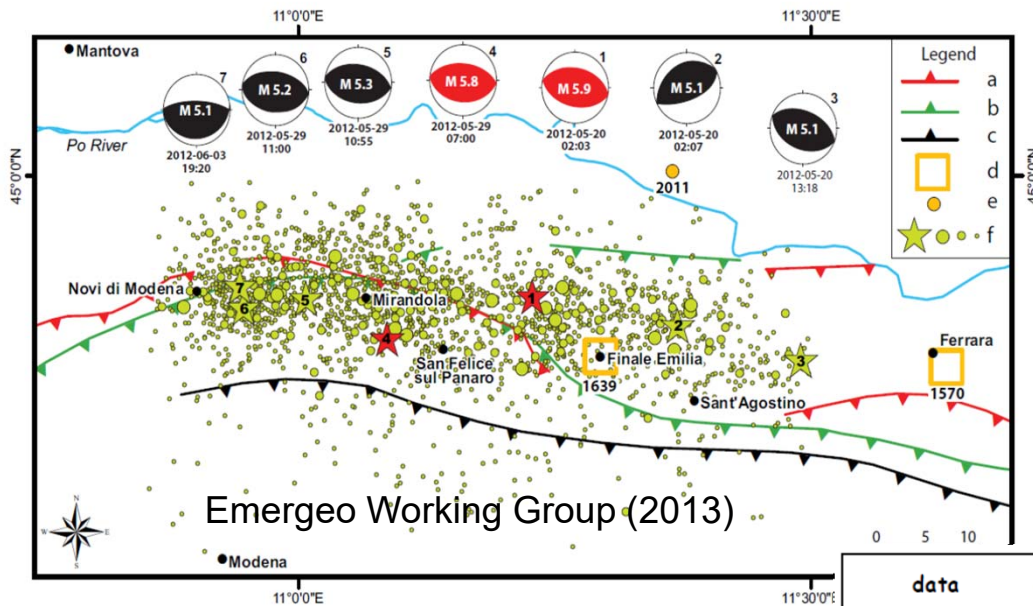 11°0'0"E
11°30'0"E
Mantova
7
6
5
4
1
2
3
M 5.1
M 5.2
M 5.3
M 5.8
M 5.9
M 5.1
M 5.1
2012-06-03
19:20
2012-05-29
11:00
2012-05-29
10:55
2012-05-29
07:00
2012-05-20
02:03
2012-05-20
02:07
2012-05-20
13:18
Legend
a
b
c
d
e
f
Po River
45°0'0"N
45°0'0"N
2011
Novi di Modena
7
6
5
Mirandola
4
1
2
3
San Felice
sul Panaro
Finale Emilia
1639
Sant'Agostino
Ferrara
1570
Emergeo Working Group (2013)
N
W
E
S
Modena
0 5 10
data
11°0'0"E
11°30'0"E